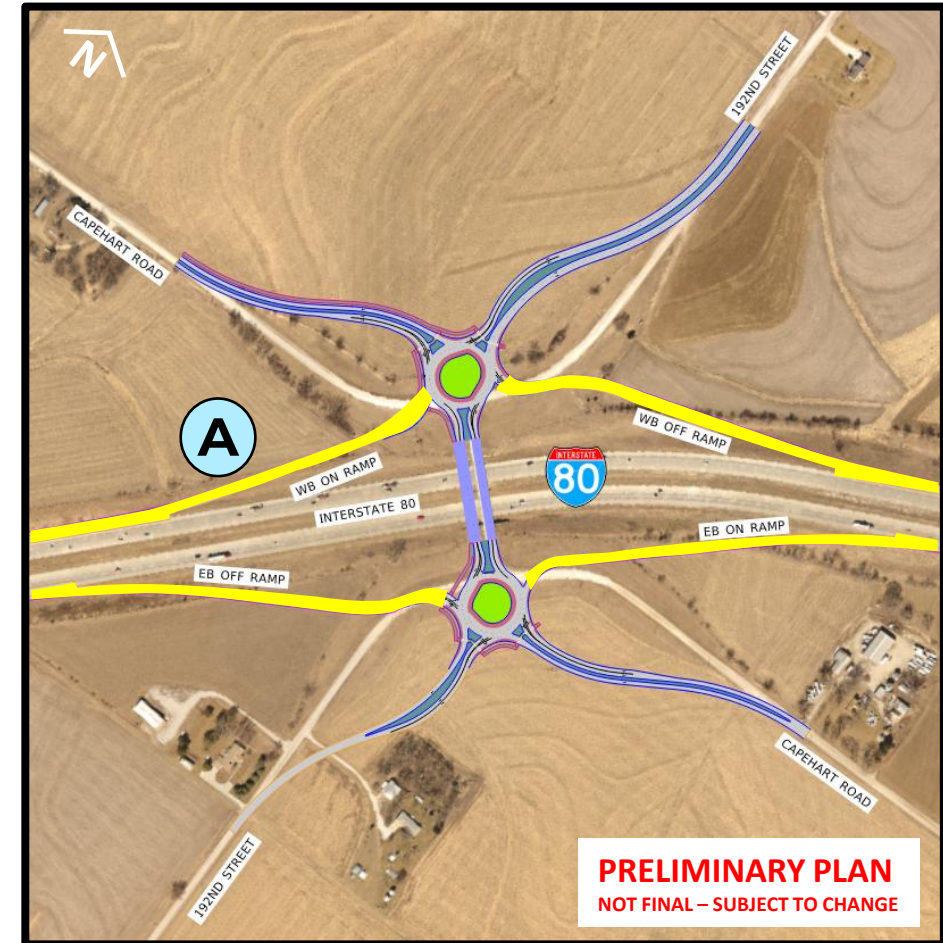 N
192ND STREET
CAPEHART ROAD
A
WB OFF RAMP
WB ON RAMP
INTERSTATE
80
INTERSTATE 80
EB ON RAMP
EB OFF RAMP
CAPEHART ROAD
192ND STREET
PRELIMINARY PLAN
NOT FINAL – SUBJECT TO CHANGE